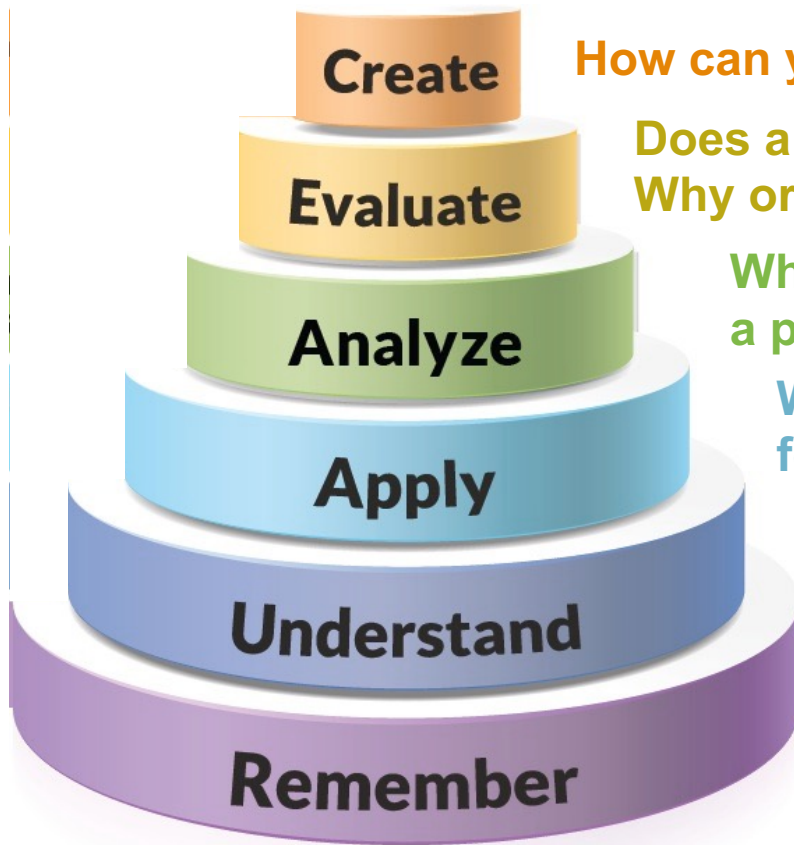 Create
How can
Does a
Evaluate
Why or
Analyze
a
Apply
Understand
Remember